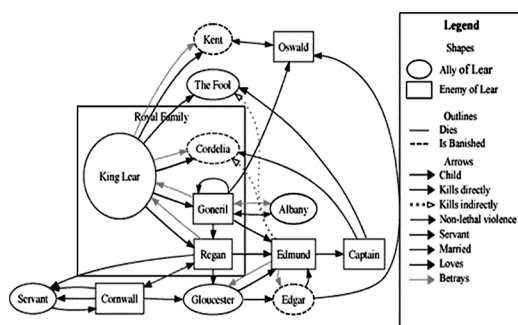 Kent
Oswald
The Fool
Royal Family
Cordelia
King Lear
Goneril
Albany
Regan
Edmund
Captain
Servant
Cornwall
Gloucester
Edgar
Legend
Shapes
Ally of Lear
Enemy of Lear
Outlines
Dies
Is Banished
Arrows
Child
Kills directly
Kills indirectly
Non-lethal violence
Servant
Married
Loves
Betrays